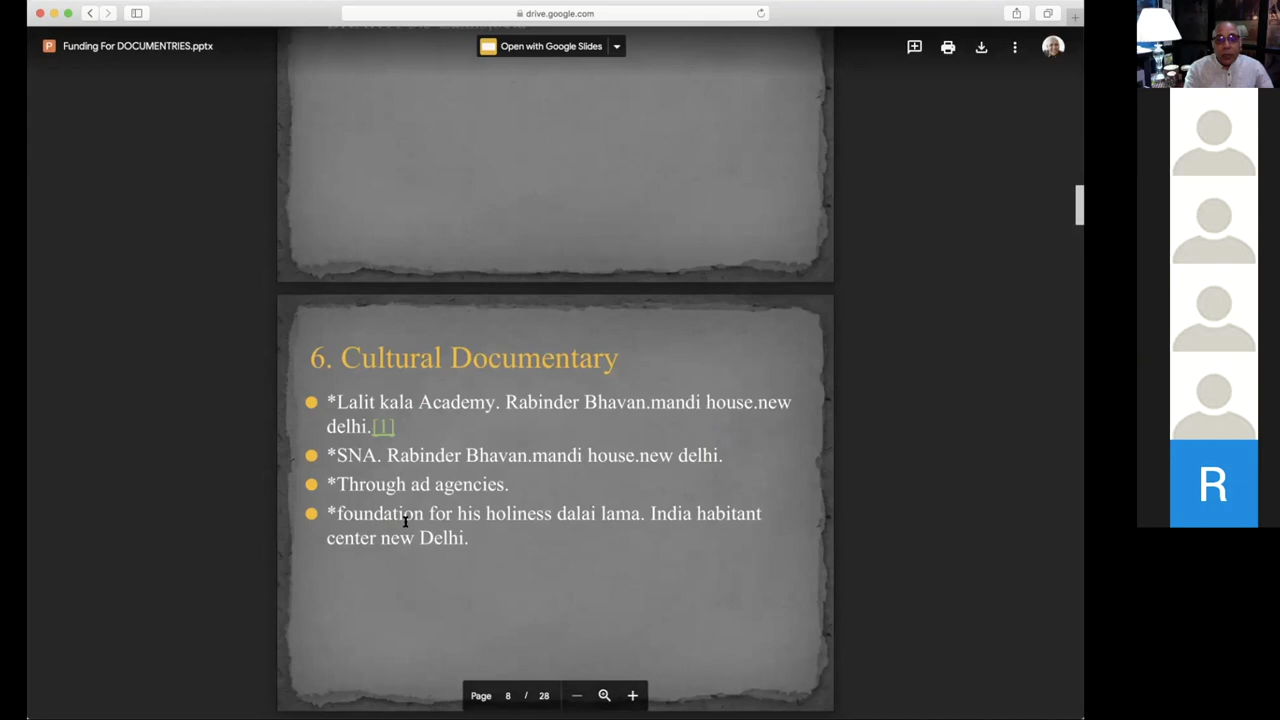 drive.google.com
Funding For DOCUMENTRIES.pptx
Open with Google Slides
6. Cultural Documentary
*Lalit kala Academy. Rabinder Bhavan.mandi house.new
delhi.[1]
*SNA. Rabinder Bhavan.mandi house.new delhi.
*Through ad agencies.
*foundation for his holiness dalai lama. India habitant
center new Delhi.
Page 8 / 28
R